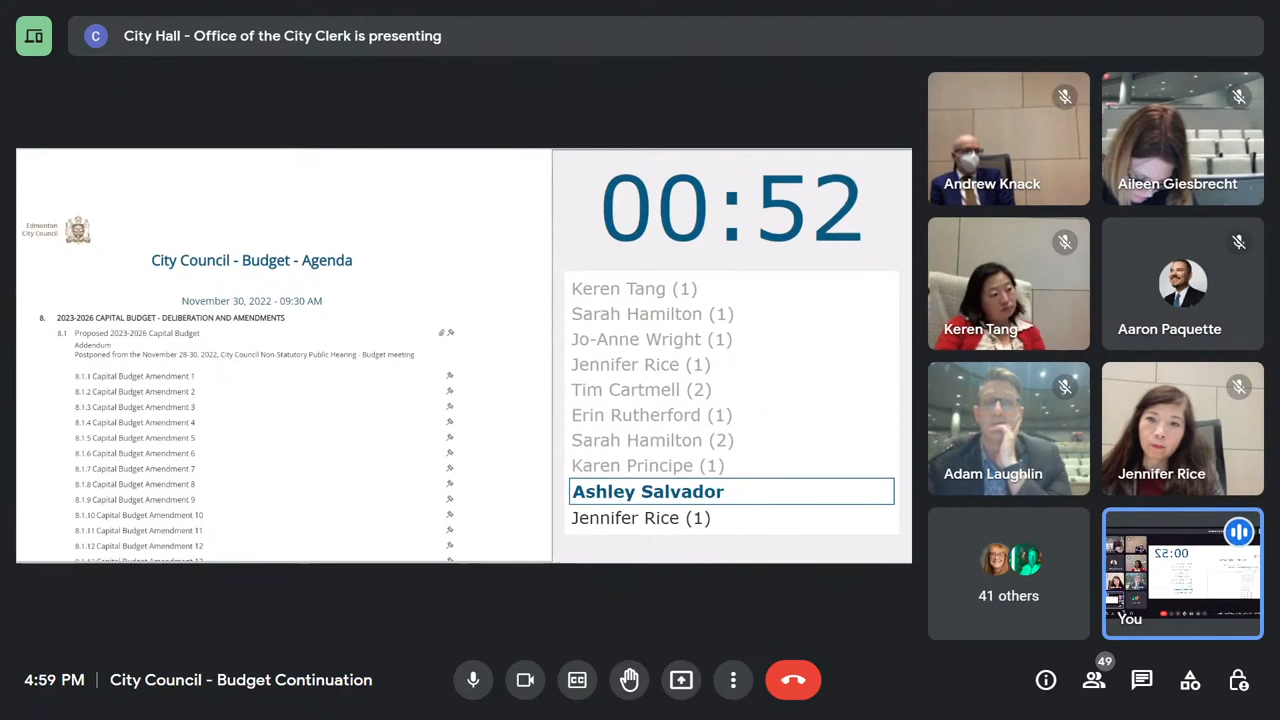 C City Hall - Office of the City Clerk is presenting
Edmonton
City Council
City Council - Budget - Agenda
November 30, 2022 - 09:30 AM
8. 2023-2026 CAPITAL BUDGET - DELIBERATION AND AMENDMENTS
8.1 Proposed 2023-2026 Capital Budget
Addendum
Postponed from the November 28-30, 2022, City Council Non-Statutory Public Hearing - Budget meeting
8.1.1 Capital Budget Amendment 1
8.1.2 Capital Budget Amendment 2
8.1.3 Capital Budget Amendment 3
8.1.4 Capital Budget Amendment 4
8.1.5 Capital Budget Amendment 5
8.1.6 Capital Budget Amendment 6
8.1.7 Capital Budget Amendment 7
8.1.8 Capital Budget Amendment 8
8.1.9 Capital Budget Amendment 9
8.1.10 Capital Budget Amendment 10
8.1.11 Capital Budget Amendment 11
8.1.12 Capital Budget Amendment 12
00:52
Keren Tang (1)
Sarah Hamilton (1)
Jo-Anne Wright (1)
Jennifer Rice (1)
Tim Cartmell (2)
Erin Rutherford (1)
Sarah Hamilton (2)
Karen Principe (1)
Ashley Salvador
Jennifer Rice (1)
Andrew Knack
Aileen Giesbrecht
Keren Tang
Aaron Paquette
Adam Laughlin
Jennifer Rice
41 others
00:52
You
4:59 PM | City Council - Budget Continuation
CC
49